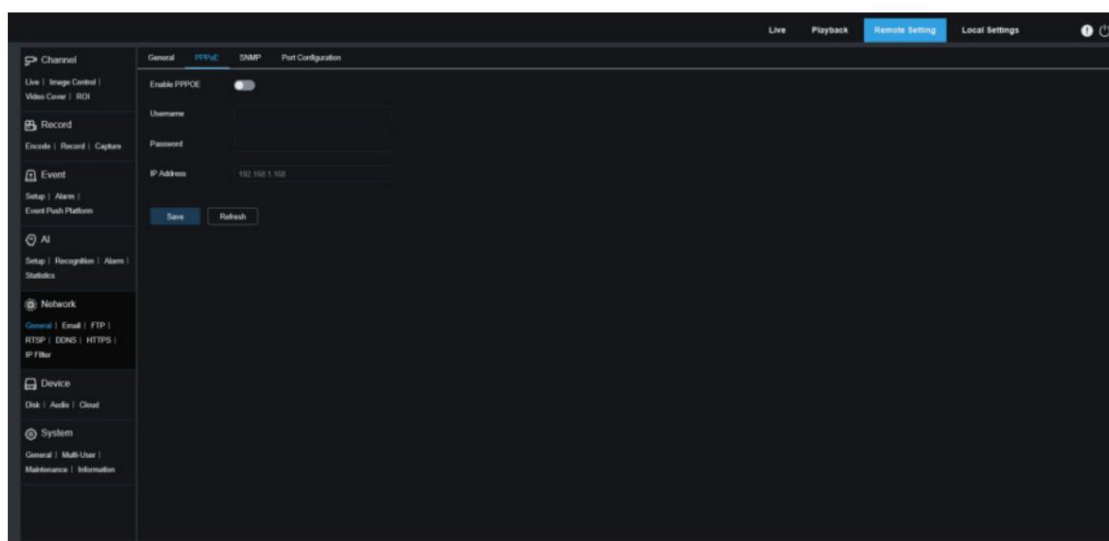 Live Playback Remote Setting Local Settings
Channel
Live | Image Control |
Video Cover | ROI
Record
Encode | Record | Capture
Event
Setup | Alarm |
Event Push Platform
AI
Setup | Recognition | Alarm |
Statistics
Network
General | Email | FTP |
RTSP | DDNS | HTTPS |
IP Filter
Device
Disk | Audio | Cloud
System
General | Multi-User |
Maintenance | Information
General PPPoE SNMP Port Configuration
Enable PPPOE
Username
Password
IP Address 192.168.1.168
Save Refresh